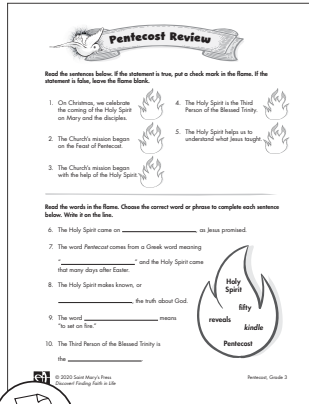 Pentecost Review
Read the sentences below. If the statement is true, put a check mark in the flame. If the
statement is false, leave the flame blank.
1. On Christmas, we celebrate
the coming of the Holy Spirit
on Mary and the disciples.
2. The Church's mission began
on the Feast of Pentecost.
3. The Church's mission began
with the help of the Holy Spirit.
4. The Holy Spirit is the Third
Person of the Blessed Trinity.
5. The Holy Spirit helps us to
understand what Jesus taught.
Read the words in the flame. Choose the correct word or phrase to complete each sentence
below. Write it on the line.
6. The Holy Spirit came on ____________, as Jesus promised.
7. The word Pentecost comes from a Greek word meaning
"____________" and the Holy Spirit came
that many days after Easter.
8. The Holy Spirit makes known, or
____________, the truth about God.
9. The word ____________ means
"to set on fire."
10. The Third Person of the Blessed Trinity is
the ____________.
Holy
Spirit
fifty
reveals
kindle
Pentecost
© 2020 Saint Mary's Press
Discover! Finding Faith in Life
Pentecost, Grade 3